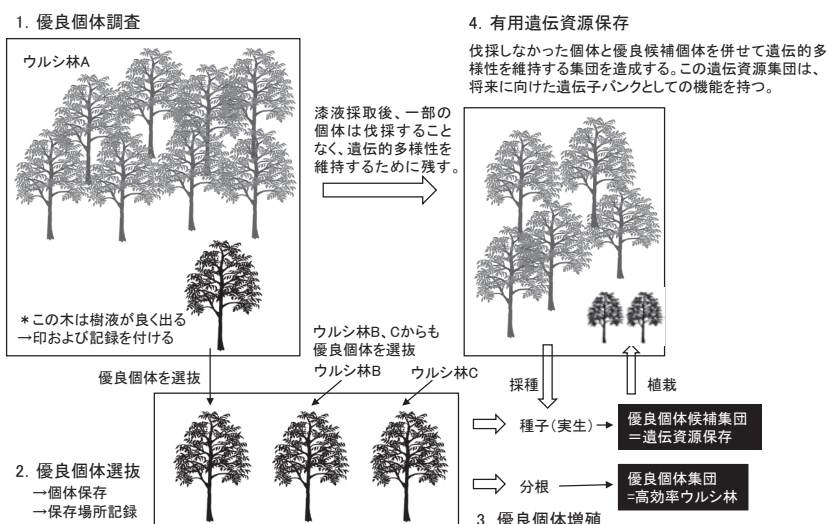 1. 優良個体調査
ウルシ林A
*この木は樹液が良く出る
→印および記録を付ける
漆液採取後、一部の
個体は伐採すること
なく、遺伝的多様性を
維持するために残す。
4. 有用遺伝資源保存
伐採しなかった個体と優良候補個体を併せて遺伝的多
様性を維持する集団を造成する。この遺伝資源集団は、
将来に向けた遺伝子バンクとしての機能を持つ。
優良個体を選抜
ウルシ林B、Cからも
優良個体を選抜
ウルシ林B
ウルシ林C
採種
植栽
種子(実生)→
優良個体候補集団
=遺伝資源保存
2. 優良個体選抜
→個体保存
→保存場所記録
分根
優良個体集団
=高効率ウルシ林
3. 優良個体増殖